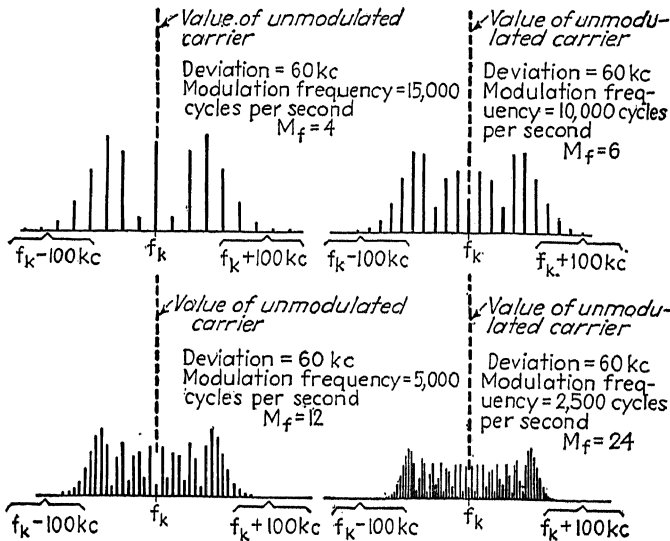 Value of unmodulated
carrier
Deviation = 60 kc
Modulation frequency = 15,000
cycles per second
Mf = 4
fk-100kc
fk
fk+100kc
Value of unmodu-
lated carrier
Deviation = 60 kc
Modulation freq-
uency = 10,000 cycles
per second
Mf = 6
fk-100kc
fk
fk+100kc
Value of unmodulated
carrier
Deviation = 60 kc
Modulation frequency = 5,000
cycles per second
Mf = 12
fk-100kc
fk
fk+100kc
Value of unmodu-
lated carrier
Deviation = 60 kc
Modulation freq-
uency = 2,500 cycles
per second
Mf = 24
fk-100kc
fk
fk+100kc